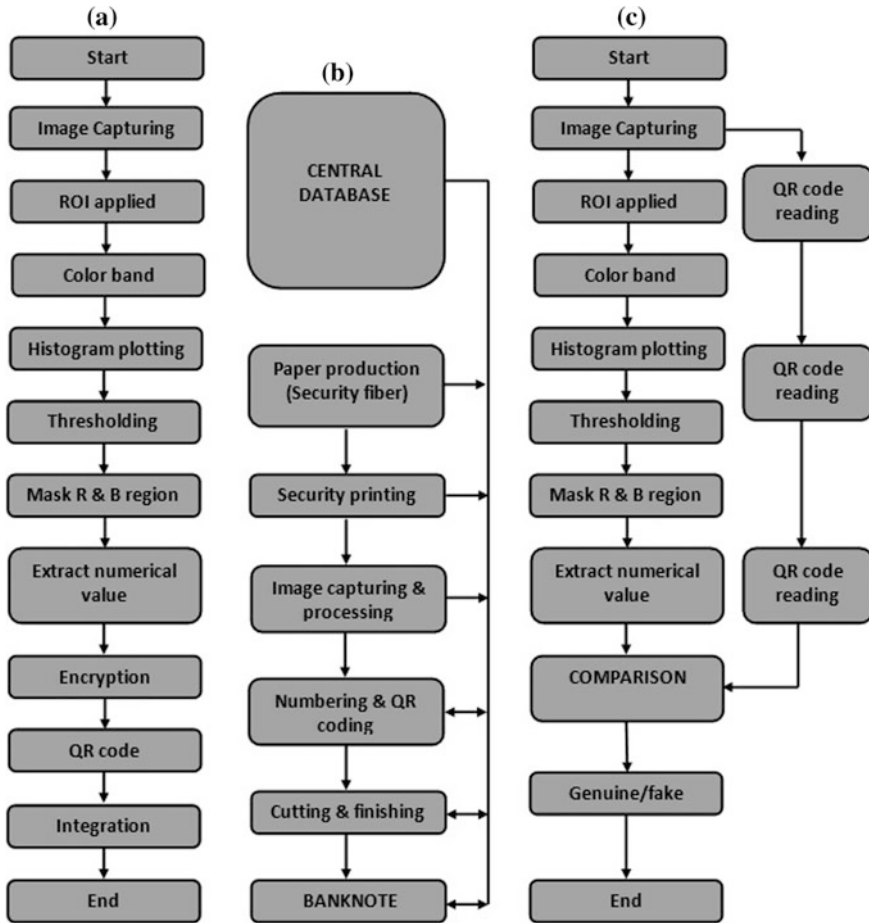 (a)
Start
Image Capturing
ROI applied
Color band
Histogram plotting
Thresholding
Mask R & B region
Extract numerical
value
Encryption
QR code
Integration
End
(b)
CENTRAL
DATABASE
Paper production
(Security fiber)
Security printing
Image capturing &
processing
Numbering & QR
coding
Cutting & finishing
BANKNOTE
(c)
Start
Image Capturing
ROI applied
Color band
Histogram plotting
Thresholding
Mask R & B region
Extract numerical
value
COMPARISON
Genuine/fake
End
QR code
reading
QR code
reading
QR code
reading